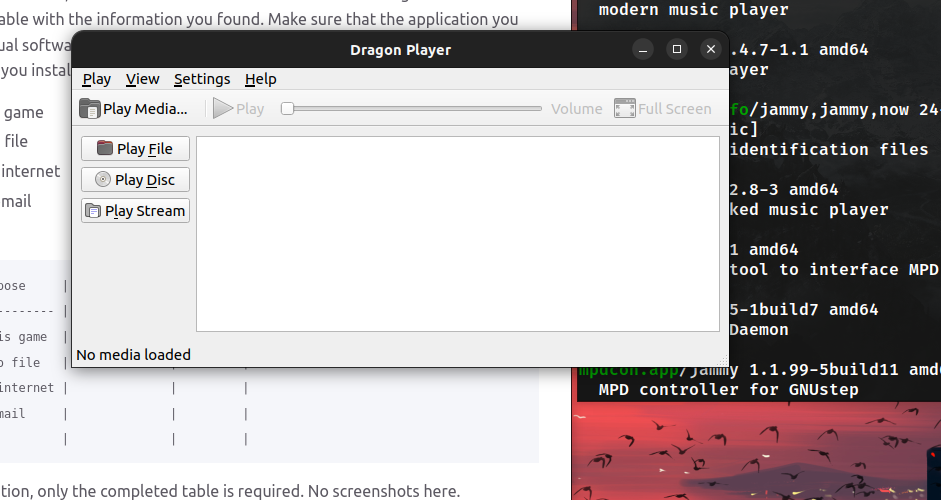 able with the information you found. Make sure that the application you
ual softwa
you instal
game
file
internet
mail
pose |
-------- |
is game |
o file | | |
internet | | |
mail | | |
| | |
tion, only the completed table is required. No screenshots here.
Dragon Player
Play View Settings Help
Play Media... Play Volume Full Screen
Play File
Play Disc
Play Stream
No media loaded
modern music player
.4.7-1.1 amd64
ayer
fo/jammy,jammy,now 24-
ic]
identification files
2.8-3 amd64
ked music player
1 amd64
tool to interface MPD
5-1build7 amd64
Daemon
mpdcon.app/jammy 1.1.99-5build11 amd6
MPD controller for GNUstep